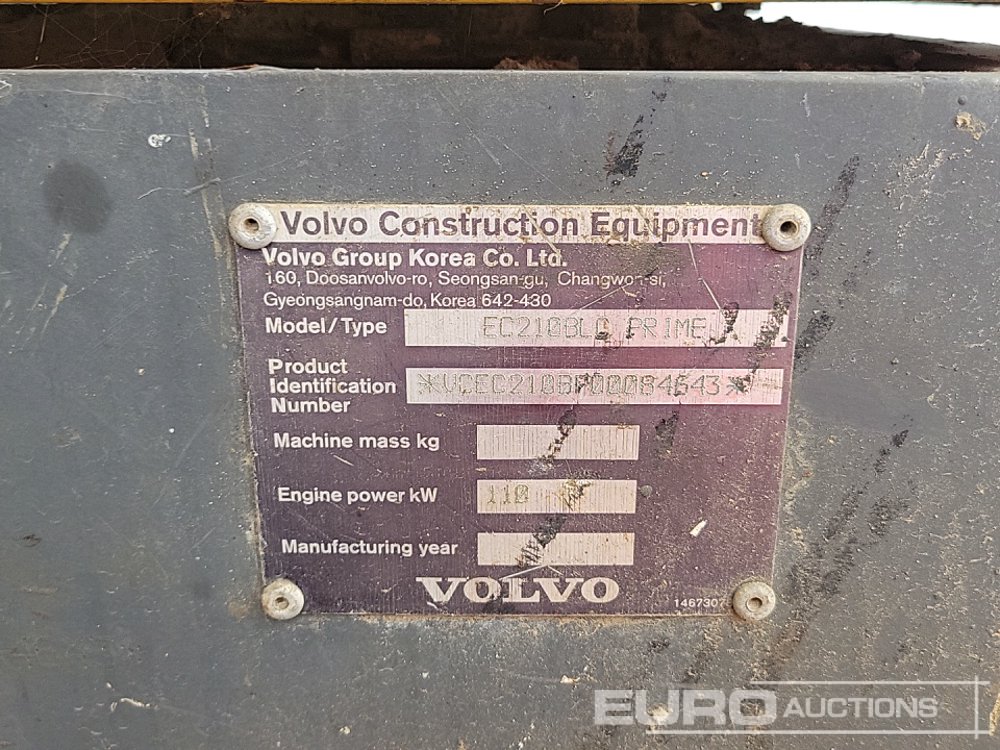 Volvo Construction Equipment
Volvo Group Korea Co. Ltd.
160, Doosanvolvo-ro, Seongsan-gu, Changwon-si,
Gyeongsangnam-do, Korea 642-430
Model/Type EC210BLC PRIME
Product
Identification
Number
*VCEC210BP00084643*
Machine mass kg
Engine power kW 110
Manufacturing year
VOLVO
EURO AUCTIONS